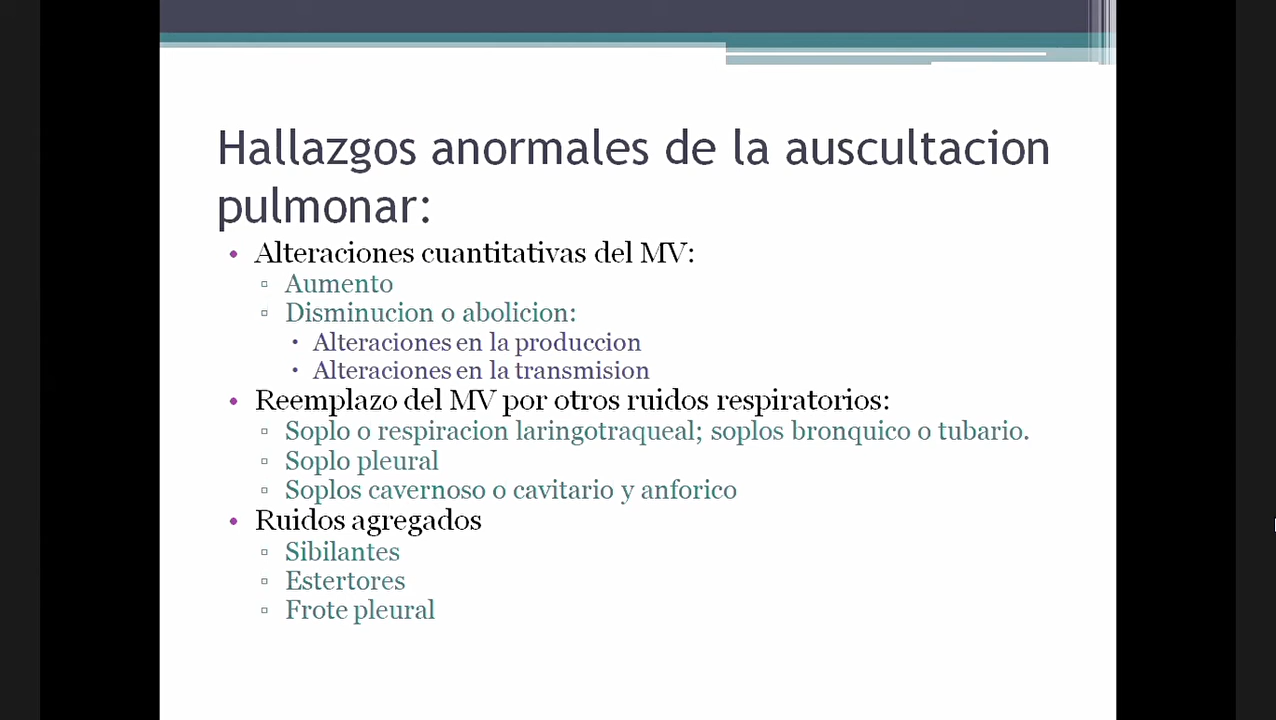 Hallazgos anormales de la auscultacion
pulmonar:
• Alteraciones cuantitativas del MV:
▫ Aumento
▫ Disminucion o abolicion:
• Alteraciones en la produccion
• Alteraciones en la transmision
• Reemplazo del MV por otros ruidos respiratorios:
▫ Soplo o respiracion laringotraqueal; soplos bronquico o tubario.
▫ Soplo pleural
▫ Soplos cavernoso o cavitario y anforico
• Ruidos agregados
▫ Sibilantes
▫ Estertores
▫ Frote pleural